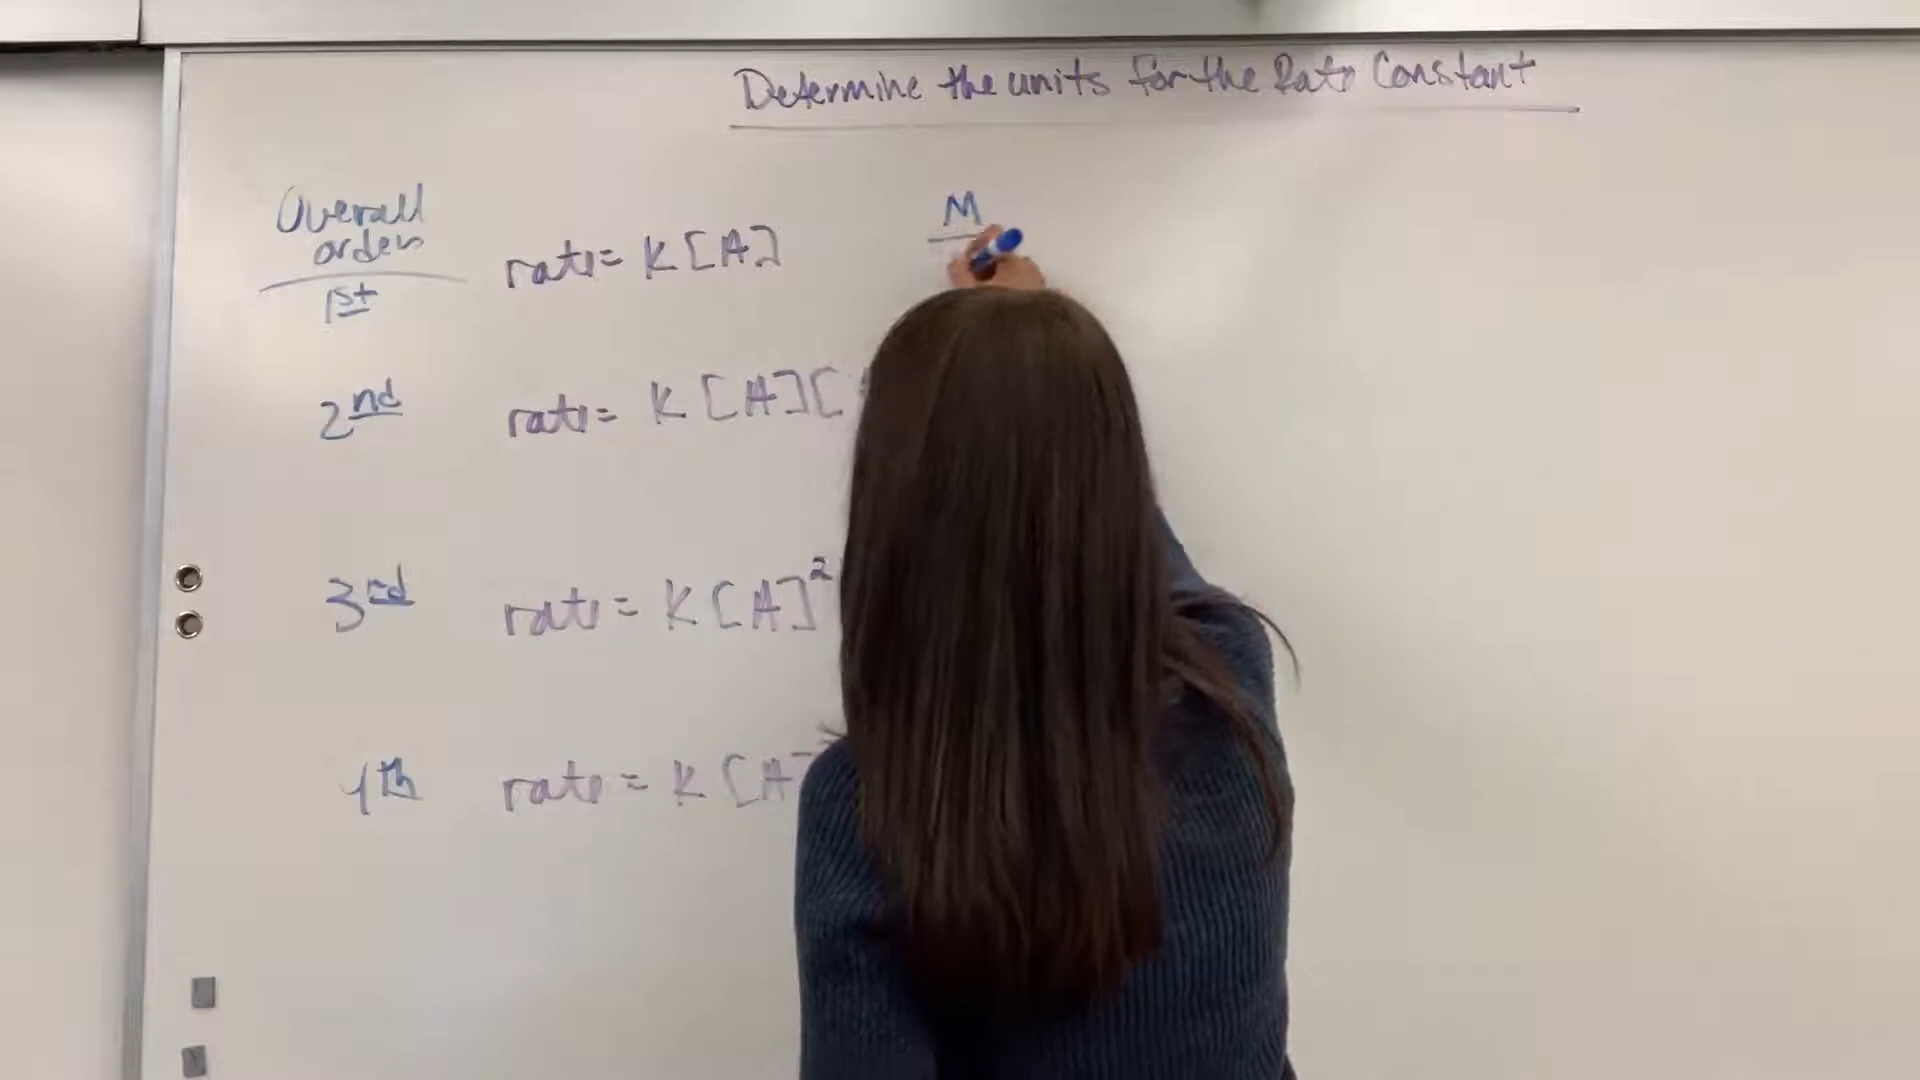 Determine the units for the Rate Constant
Overall
orders
1st
rate = K[A]
M
2nd
rate = K[A][
3rd
rate = K[A]²
4th
rate = K[A]